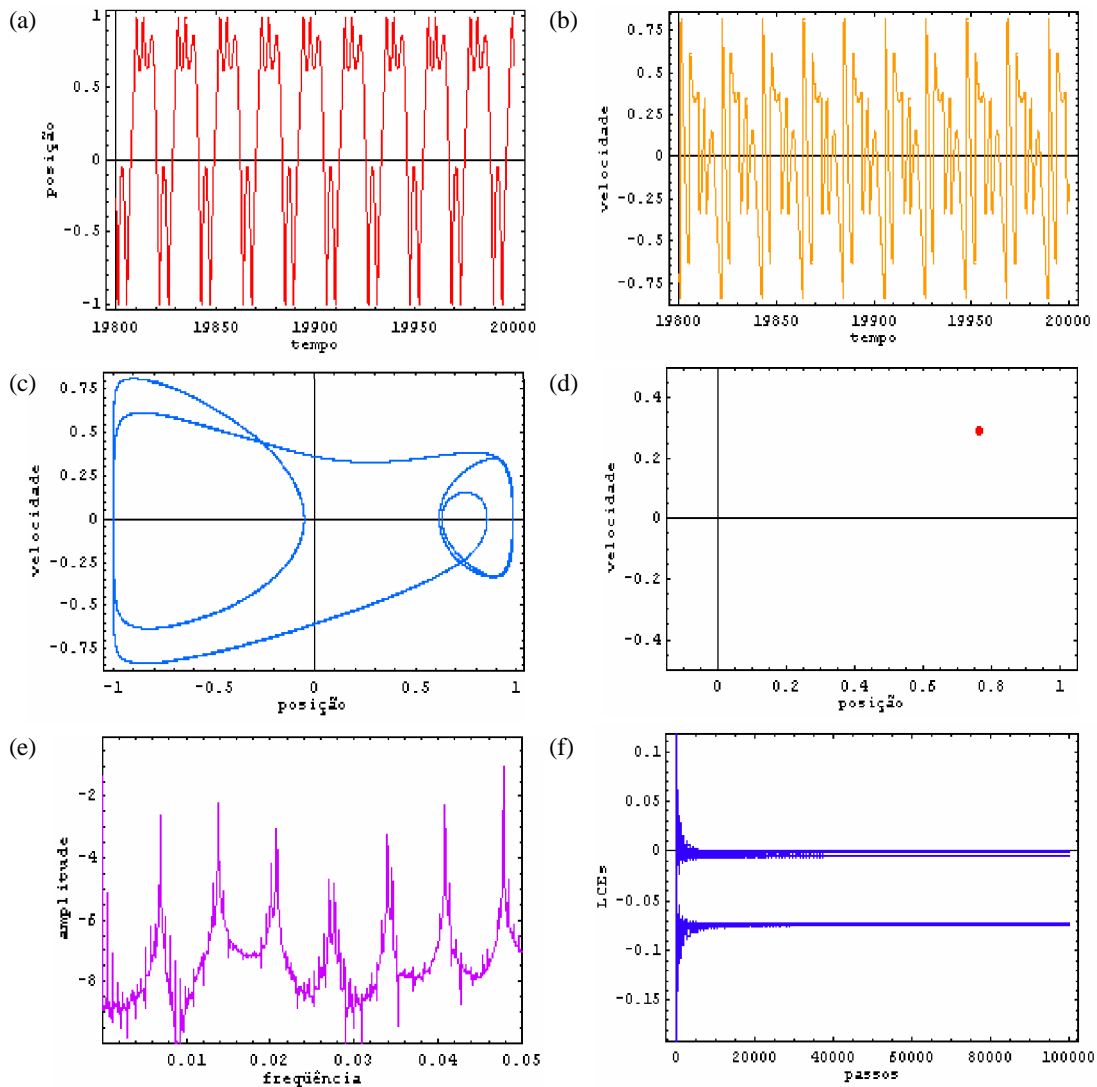 (a)
1
0.5
0
-0.5
-1
posição
19800 19850 19900 19950 20000
tempo
(b)
0.75
0.5
0.25
0
-0.25
-0.5
-0.75
velocidade
19800 19850 19900 19950 20000
tempo
(c)
0.75
0.5
0.25
0
-0.25
-0.5
-0.75
velocidade
-1 -0.5 0 0.5 1
posição
(d)
0.4
0.2
0
-0.2
-0.4
velocidade
0 0.2 0.4 0.6 0.8 1
posição
(e)
-2
-4
-6
-8
amplitude
0.01 0.02 0.03 0.04 0.05
freqüência
(f)
0.1
0.05
0
-0.05
-0.1
-0.15
LCEs
0 20000 40000 60000 80000 100000
passos